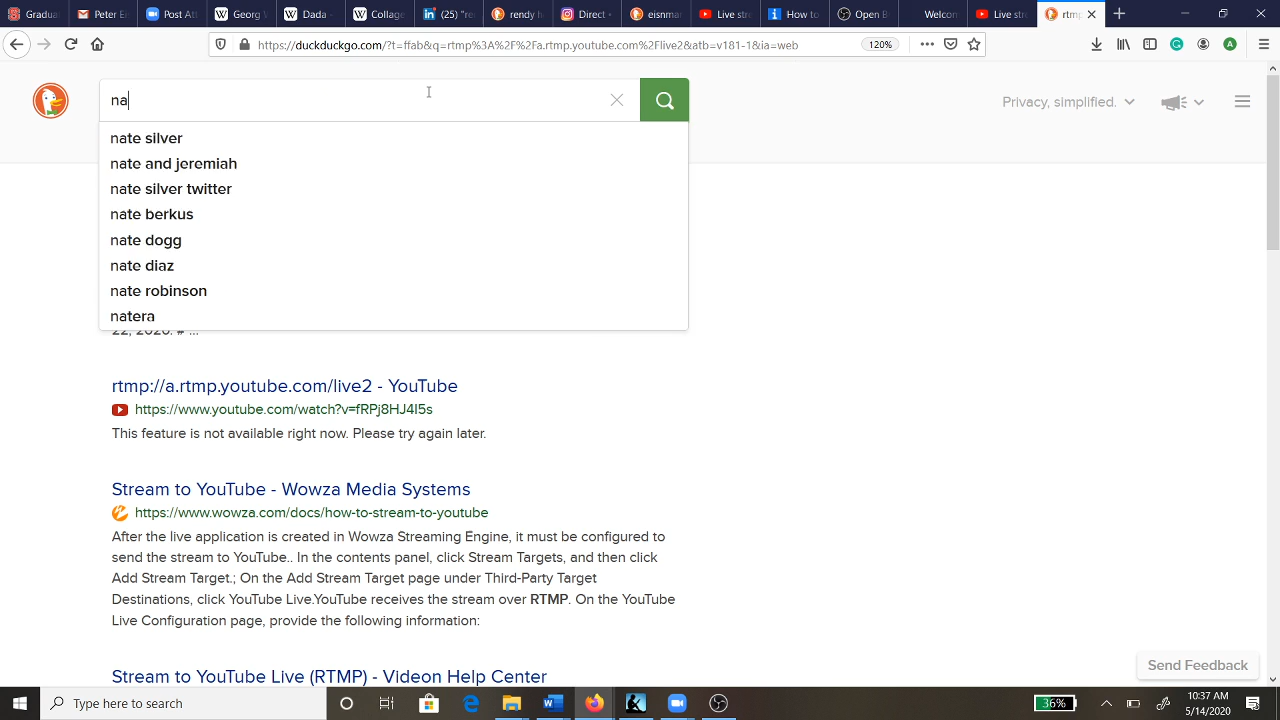 Graduat
Peter Ei
Post Att
Georg V
Dada -
Merz - 
(25) "re
rendy h
Direct •
eisnmar
Live stre
How to
Open B
Welcom
Live str
rtmp
https://duckduckgo.com/?t=ffab&q=rtmp%3A%2F%2Fa.rtmp.youtube.com%2Flive2&atb=v181-1&ia=web
120%
na
Privacy, simplified.
nate silver
nate and jeremiah
nate silver twitter
nate berkus
nate dogg
nate diaz
nate robinson
natera
22, 2020. # ...
rtmp://a.rtmp.youtube.com/live2 - YouTube
https://www.youtube.com/watch?v=fRPj8HJ4I5s
This feature is not available right now. Please try again later.
Stream to YouTube - Wowza Media Systems
https://www.wowza.com/docs/how-to-stream-to-youtube
After the live application is created in Wowza Streaming Engine, it must be configured to
send the stream to YouTube.. In the contents panel, click Stream Targets, and then click
Add Stream Target.; On the Add Stream Target page under Third-Party Target
Destinations, click YouTube Live.YouTube receives the stream over RTMP. On the YouTube
Live Configuration page, provide the following information:
Stream to YouTube Live (RTMP) - Videon Help Center
Send Feedback
Type here to search
36%
10:37 AM
5/14/2020